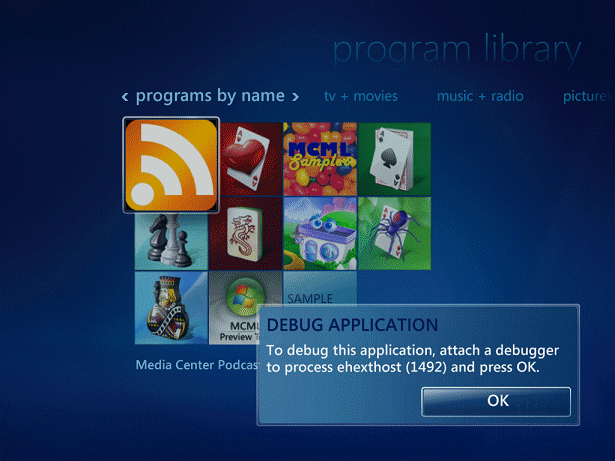 program library
‹ programs by name › tv + movies music + radio pictures
MCML
Sampler
MCML
Preview T
SAMPLE
Media Center Podcast
DEBUG APPLICATION
To debug this application, attach a debugger
to process ehexthost (1492) and press OK.
OK